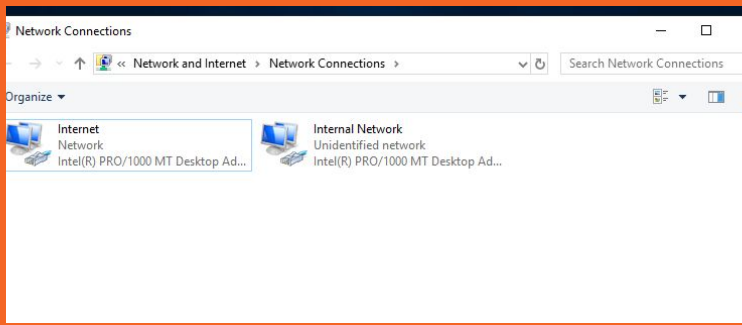 Network Connections
« Network and Internet > Network Connections >
Search Network Connections
Organize
Internet
Network
Intel(R) PRO/1000 MT Desktop Ad...
Internal Network
Unidentified network
Intel(R) PRO/1000 MT Desktop Ad...